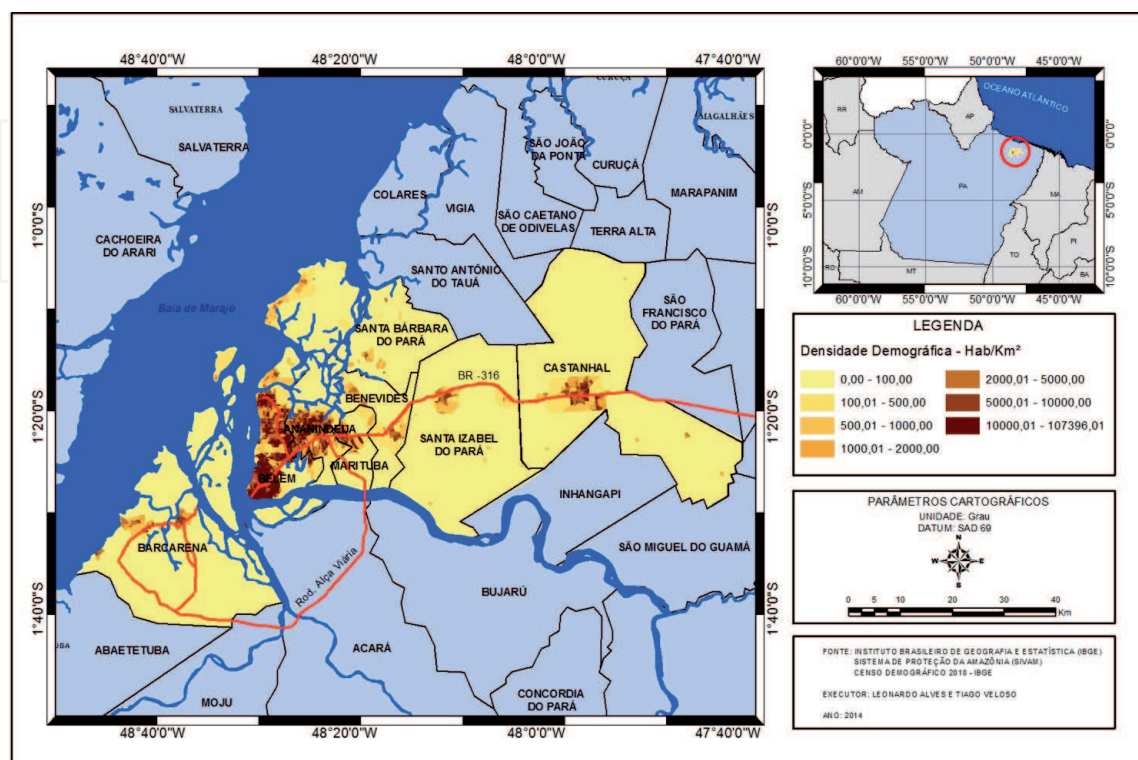 48°40'0"W 48°20'0"W 48°0'0"W 47°40'0"W
SALVATERRA
SALVATERRA
CURUÇÁ
MAGALHÃES
SÃO JOÃO
DA PONTA
CURUÇÁ
COLARES
VIGIA
MARAPANIM
SÃO CAETANO
DE ODIVELAS
TERRA ALTA
1°0'0"S
1°0'0"S
CACHOEIRA
DO ARARI
SANTO ANTÔNIO
DO TAUÁ
SÃO
FRANCISCO
DO PARÁ
Baia de Marajó
SANTA BÁRBARA
DO PARÁ
BR -316
CASTANHAL
BENEVIDES
1°20'0"S
1°20'0"S
ANANINDEUA
SANTA IZABEL
DO PARÁ
MARITUBA
BELÉM
INHANGAPI
BARCARENA
SÃO MIGUEL DO GUAMÁ
Rod. Alça Viária
BUJARÚ
1°40'0"S
1°40'0"S
ABAETETUBA
ACARÁ
MOJU
CONCORDIA
DO PARÁ
48°40'0"W 48°20'0"W 48°0'0"W 47°40'0"W
60°0'0"W 55°0'0"W 50°0'0"W 45°0'0"W
OCEANO ATLÂNTICO
RR
AP
0°0'0"
0°0'0"
AM
PA
MA
5°0'0"S
5°0'0"S
PI
TO
RO
MT
BA
10°0'0"S
10°0'0"S
60°0'0"W 55°0'0"W 50°0'0"W 45°0'0"W
LEGENDA
Densidade Demográfica - Hab/Km²
0,00 - 100,00
2000,01 - 5000,00
100,01 - 500,00
5000,01 - 10000,00
500,01 - 1000,00
10000,01 - 107396,01
1000,01 - 2000,00
PARÂMETROS CARTOGRÁFICOS
UNIDADE: Grau
DATUM: SAD 69
N
W E
S
0 5 10 20 30 40
Km
FONTE: INSTITUTO BRASILEIRO DE GEOGRAFIA E ESTATÍSTICA (IBGE)
SISTEMA DE PROTEÇÃO DA AMAZÔNIA (SIVAM)
CENSO DEMOGRÁFICO 2010 - IBGE
EXECUTOR: LEONARDO ALVES E TIAGO VELOSO
ANO: 2014